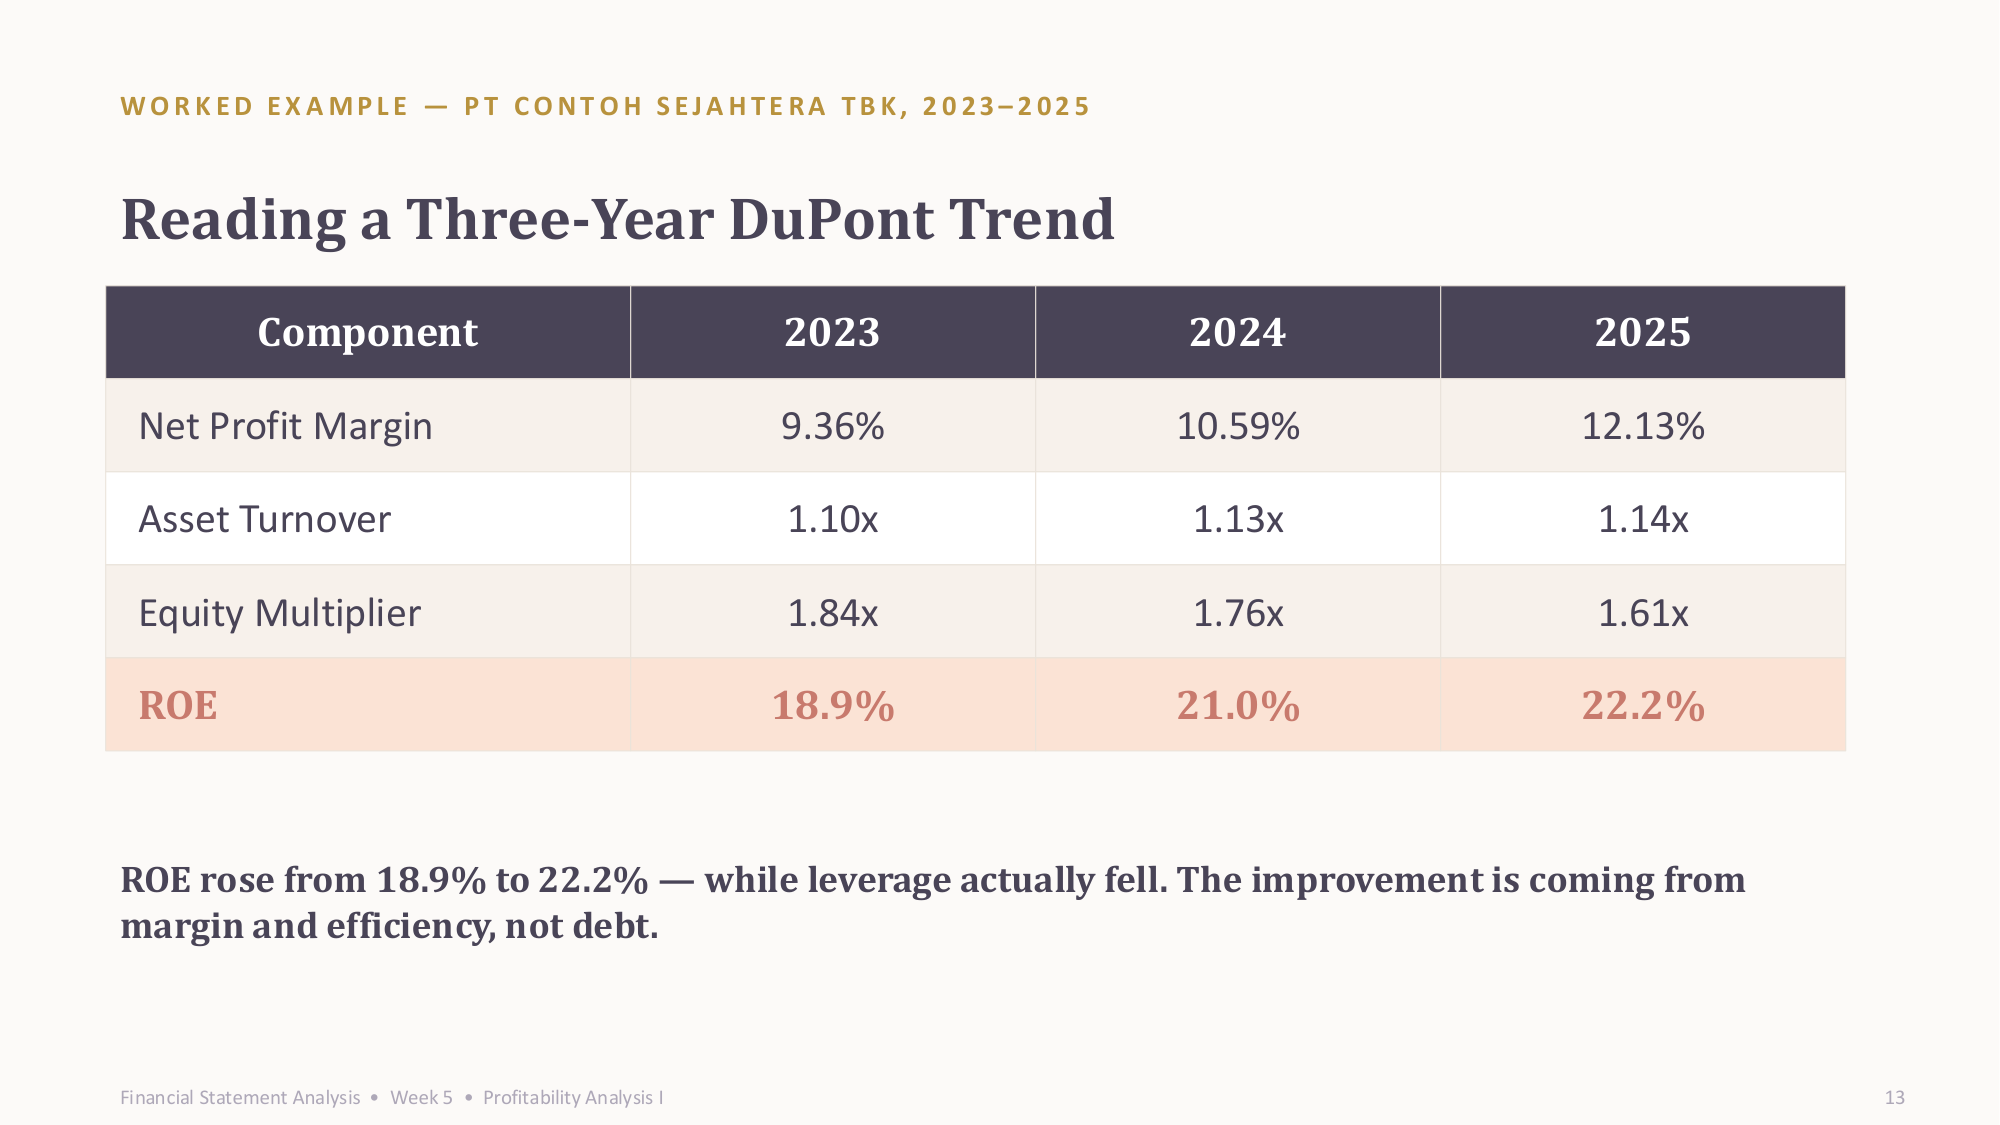 WORKED EXAMPLE — PT CONTOH SEJAHTERA TBK, 2023–2025
Reading a Three-Year DuPont Trend
Component 2023 2024 2025
Net Profit Margin 9.36% 10.59% 12.13%
Asset Turnover 1.10x 1.13x 1.14x
Equity Multiplier 1.84x 1.76x 1.61x
ROE 18.9% 21.0% 22.2%
ROE rose from 18.9% to 22.2% — while leverage actually fell. The improvement is coming from
margin and efficiency, not debt.
Financial Statement Analysis • Week 5 • Profitability Analysis I 13